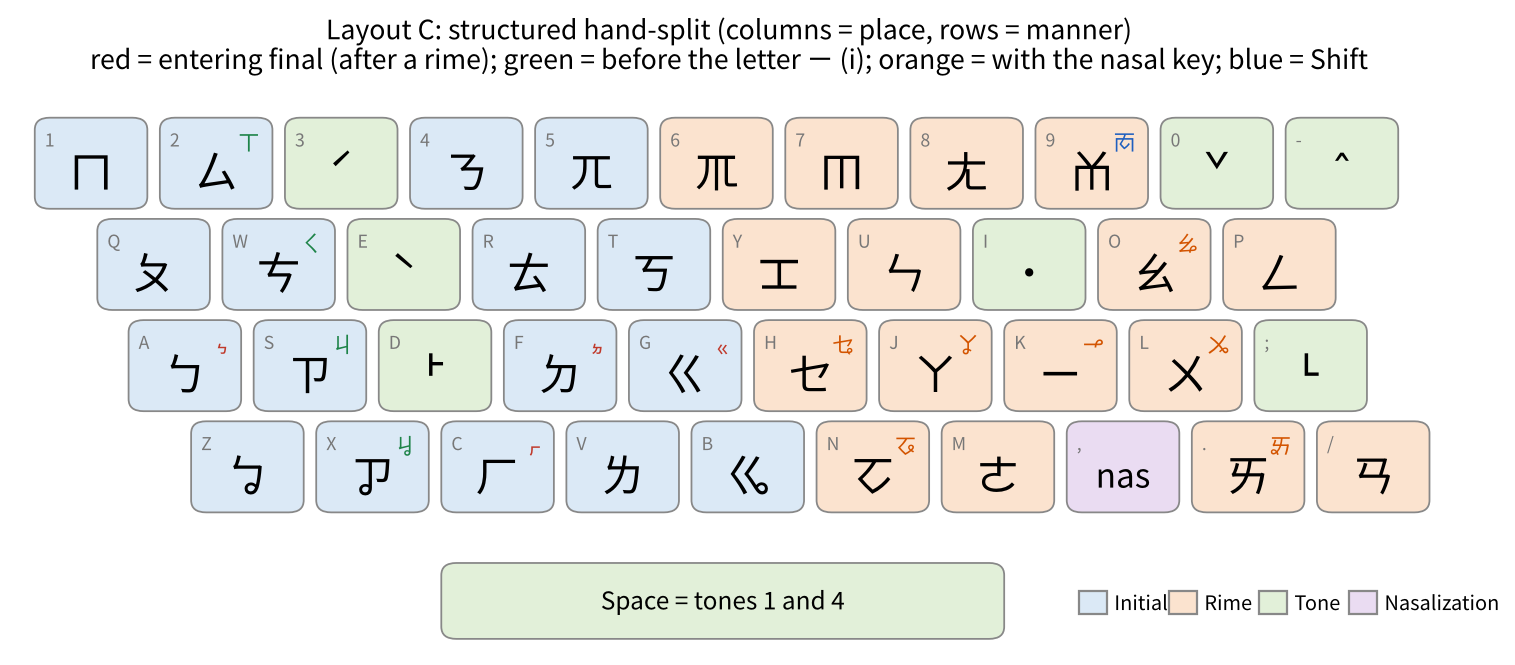 Layout C: structured hand-split (columns = place, rows = manner)
red = entering final (after a rime); green = before the letter ㄧ (i); orange = with the nasal key; blue = Shift
1 ㄇ 2 ㄙ ㄒ 3 ˊ 4 ㄋ 5 ㄫ 6 ㆭ 7 ㆬ 8 ㄤ 9 ㆰ ㆱ 0 ˇ - ˆ
Q ㄆ W ㄘ ㄑ E ˋ R ㄊ T ㄎ Y ㆲ U ㄣ I ˙ O ㄠ ㆯ P ㄥ
A ㄅ ㆴ S ㄗ ㄐ D ㆐ F ㄉ ㆵ G ㄍ ㆶ H ㄝ ㆥ J ㄚ ㆩ K ㄧ ㆪ L ㄨ ㆫ ; ꜖
Z ㆠ X ㆡ ㆢ C ㄏ ㆷ V ㄌ B ㆣ N ㆦ ㆧ M ㄜ , nas . ㄞ ㆮ / ㄢ
Space = tones 1 and 4
Initial Rime Tone Nasalization